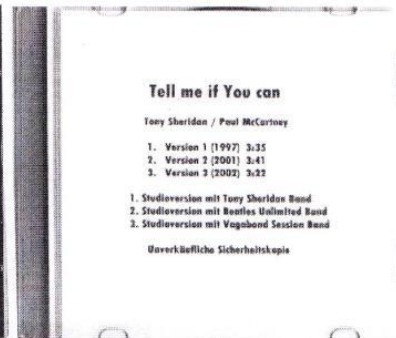 Tell me if You can
Tony Sheridan / Paul McCartney
1. Version 1 (1997) 3:35
2. Version 2 (2001) 3:41
3. Version 3 (2002) 3:22
1. Studioversion mit Tony Sheridan Band
2. Studioversion mit Beatles Unlimited Band
3. Studioversion mit Vagabond Session Band
Unverkäufliche Sicherheitskopie